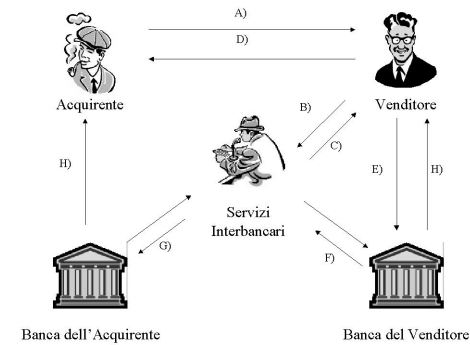 A)
D)
Acquirente
Venditore
B)
C)
H)
E)
H)
Servizi
Interbancari
G)
F)
Banca dell'Acquirente
Banca del Venditore